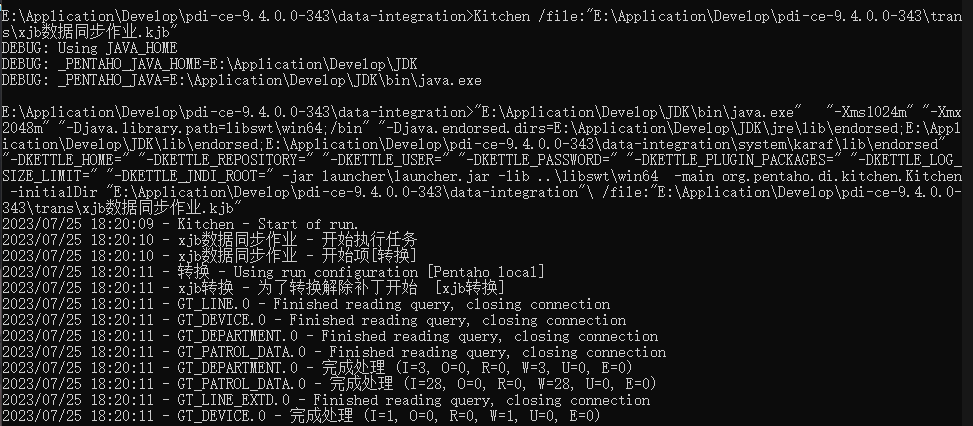 E:\Application\Develop\pdi-ce-9.4.0.0-343\data-integration>Kitchen /file:"E:\Application\Develop\pdi-ce-9.4.0.0-343\tran
s\xjb数据同步作业.kjb"
DEBUG: Using JAVA_HOME
DEBUG: _PENTAHO_JAVA_HOME=E:\Application\Develop\JDK
DEBUG: _PENTAHO_JAVA=E:\Application\Develop\JDK\bin\java.exe
E:\Application\Develop\pdi-ce-9.4.0.0-343\data-integration>"E:\Application\Develop\JDK\bin\java.exe"  "-Xms1024m" "-Xmx
2048m" "-Djava.library.path=libswt\win64;/bin" "-Djava.endorsed.dirs=E:\Application\Develop\JDK\jre\lib\endorsed;E:\Appl
ication\Develop\JDK\lib\endorsed;E:\Application\Develop\pdi-ce-9.4.0.0-343\data-integration\system\karaf\lib\endorsed"
"-DKETTLE_HOME=" "-DKETTLE_REPOSITORY=" "-DKETTLE_USER=" "-DKETTLE_PASSWORD=" "-DKETTLE_PLUGIN_PACKAGES=" "-DKETTLE_LOG_
SIZE_LIMIT=" "-DKETTLE_JNDI_ROOT=" -jar launcher\launcher.jar -lib ..\libswt\win64  -main org.pentaho.di.kitchen.Kitchen
-initialDir "E:\Application\Develop\pdi-ce-9.4.0.0-343\data-integration"\ /file:"E:\Application\Develop\pdi-ce-9.4.0.0-
343\trans\xjb数据同步作业.kjb"
2023/07/25 18:20:09 - Kitchen - Start of run.
2023/07/25 18:20:10 - xjb数据同步作业 - 开始执行任务
2023/07/25 18:20:10 - xjb数据同步作业 - 开始项[转换]
2023/07/25 18:20:11 - 转换 - Using run configuration [Pentaho local]
2023/07/25 18:20:11 - xjb转换 - 为了转换解除补丁开始  [xjb转换]
2023/07/25 18:20:11 - GT_LINE.0 - Finished reading query, closing connection
2023/07/25 18:20:11 - GT_DEVICE.0 - Finished reading query, closing connection
2023/07/25 18:20:11 - GT_DEPARTMENT.0 - Finished reading query, closing connection
2023/07/25 18:20:11 - GT_PATROL_DATA.0 - Finished reading query, closing connection
2023/07/25 18:20:11 - GT_DEPARTMENT.0 - 完成处理 (I=3, O=0, R=0, W=3, U=0, E=0)
2023/07/25 18:20:11 - GT_PATROL_DATA.0 - 完成处理 (I=28, O=0, R=0, W=28, U=0, E=0)
2023/07/25 18:20:11 - GT_LINE_EXTD.0 - Finished reading query, closing connection
2023/07/25 18:20:11 - GT_DEVICE.0 - 完成处理 (I=1, O=0, R=0, W=1, U=0, E=0)